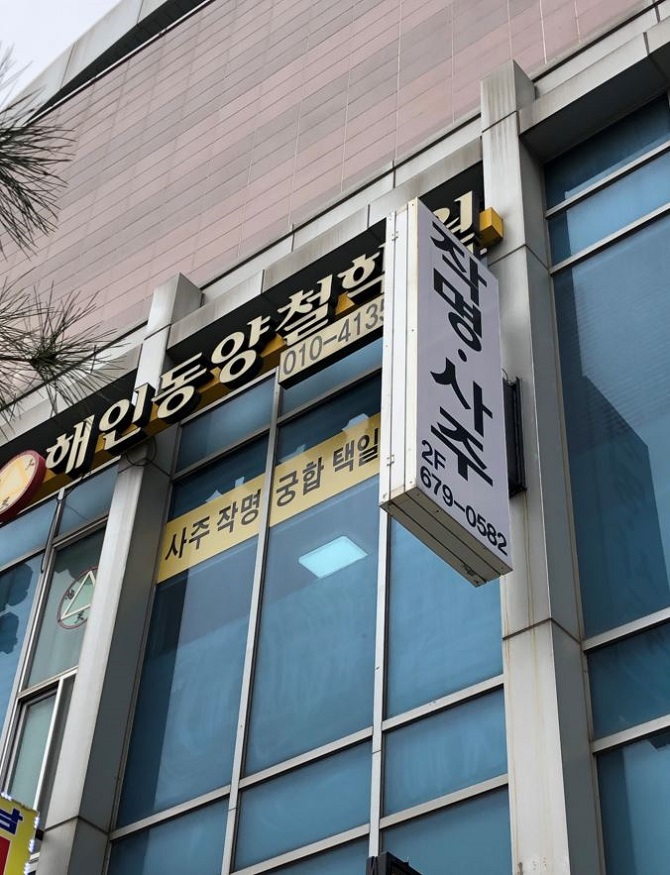 해인동양철학원
010-4135
사주 작명 궁합 택일
작명·사주
2F
679-0582